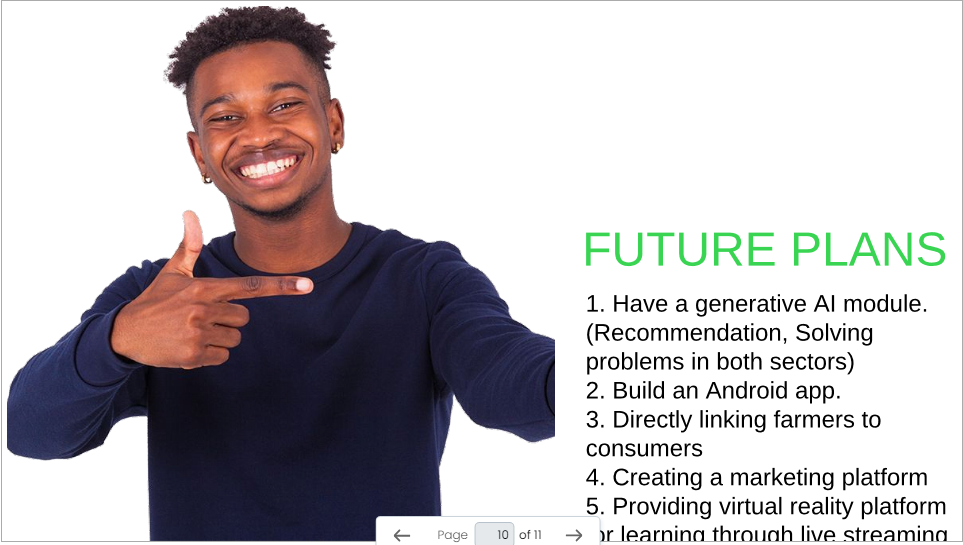 FUTURE PLANS
1. Have a generative AI module.
(Recommendation, Solving
problems in both sectors)
2. Build an Android app.
3. Directly linking farmers to
consumers
4. Creating a marketing platform
5. Providing virtual reality platform
learning through live streaming
Page 10 of 11